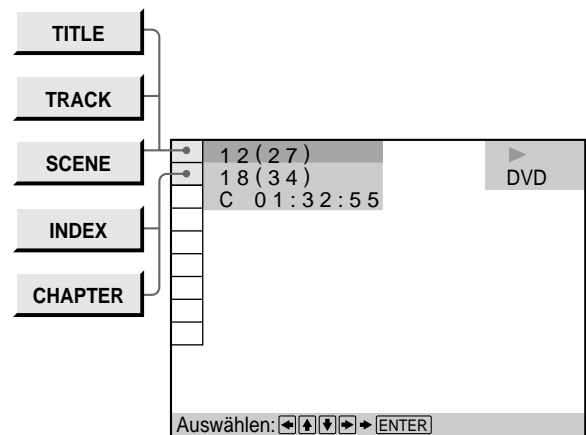 TITLE
TRACK
SCENE
INDEX
CHAPTER
12(27)
18(34)
C 01:32:55
DVD
Auswählen: ENTER